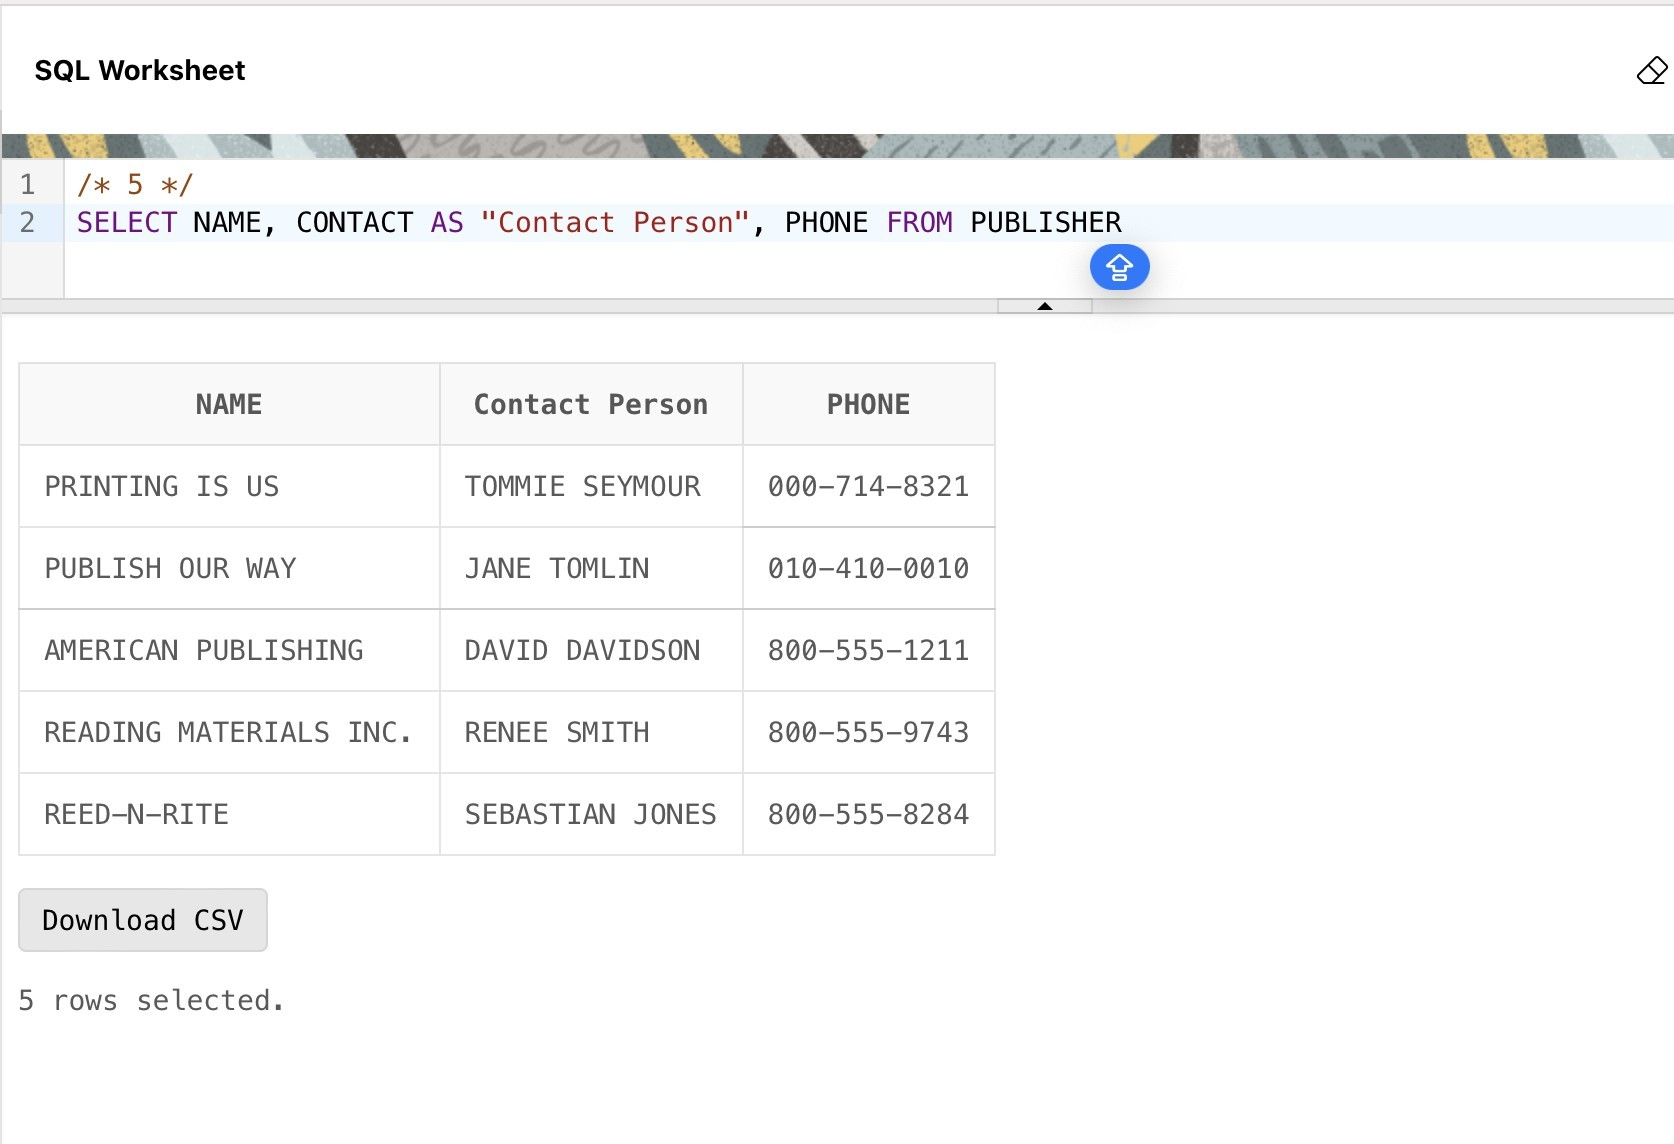 SQL Worksheet
1 /* 5 */
2 SELECT NAME, CONTACT AS "Contact Person", PHONE FROM PUBLISHER
NAME Contact Person PHONE
PRINTING IS US TOMMIE SEYMOUR 000-714-8321
PUBLISH OUR WAY JANE TOMLIN 010-410-0010
AMERICAN PUBLISHING DAVID DAVIDSON 800-555-1211
READING MATERIALS INC. RENEE SMITH 800-555-9743
REED-N-RITE SEBASTIAN JONES 800-555-8284
Download CSV
5 rows selected.